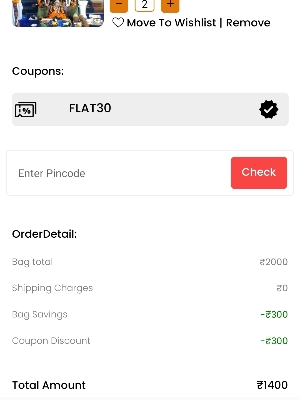 - 2 +
Move To Wishlist | Remove
Coupons:
% FLAT30
Enter Pincode
Check
OrderDetail:
Bag total ₹2000
Shipping Charges ₹0
Bag Savings -₹300
Coupon Discount -₹300
Total Amount ₹1400